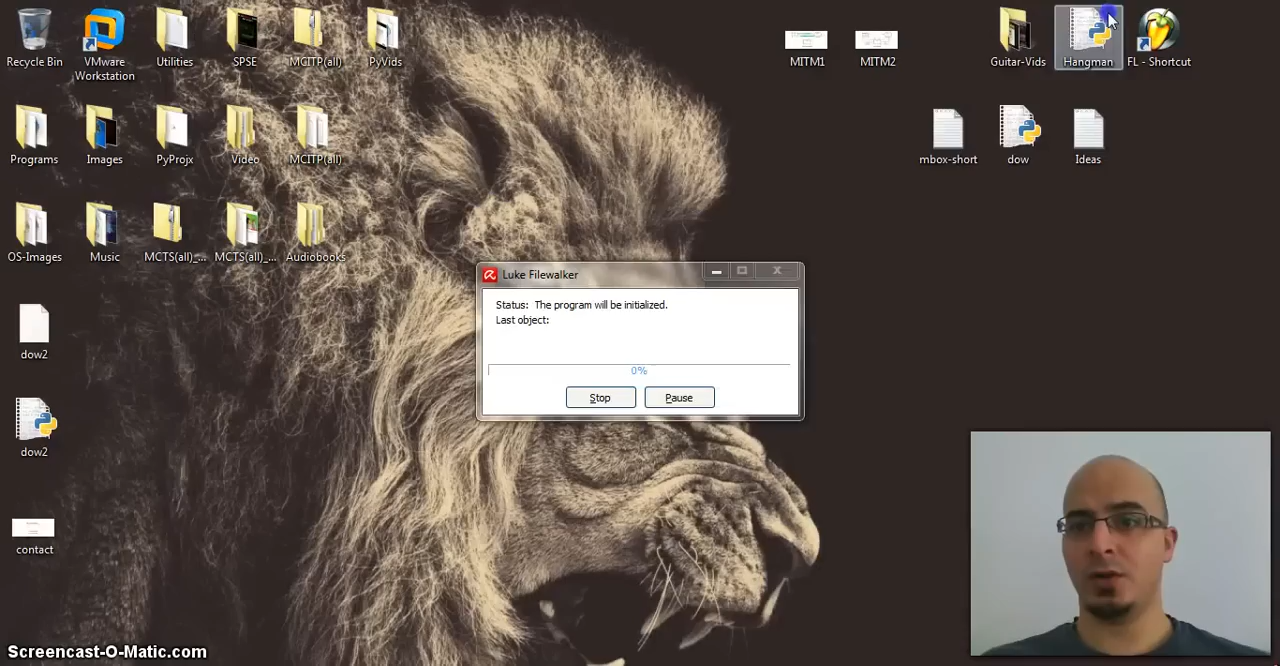 Recycle Bin
VMware
Workstation
Utilities
SPSE
MCITP(all)
PyVids
MITM1
MITM2
Guitar-Vids
Hangman
FL - Shortcut
Programs
Images
PyProjx
Video
MCITP(all)
mbox-short
dow
Ideas
OS-Images
Music
MCTS(all)_...
MCTS(all)_...
Audiobooks
Luke Filewalker
Status: The program will be initialized.
Last object:
0%
Stop
Pause
dow2
dow2
contact
Screencast-O-Matic.com